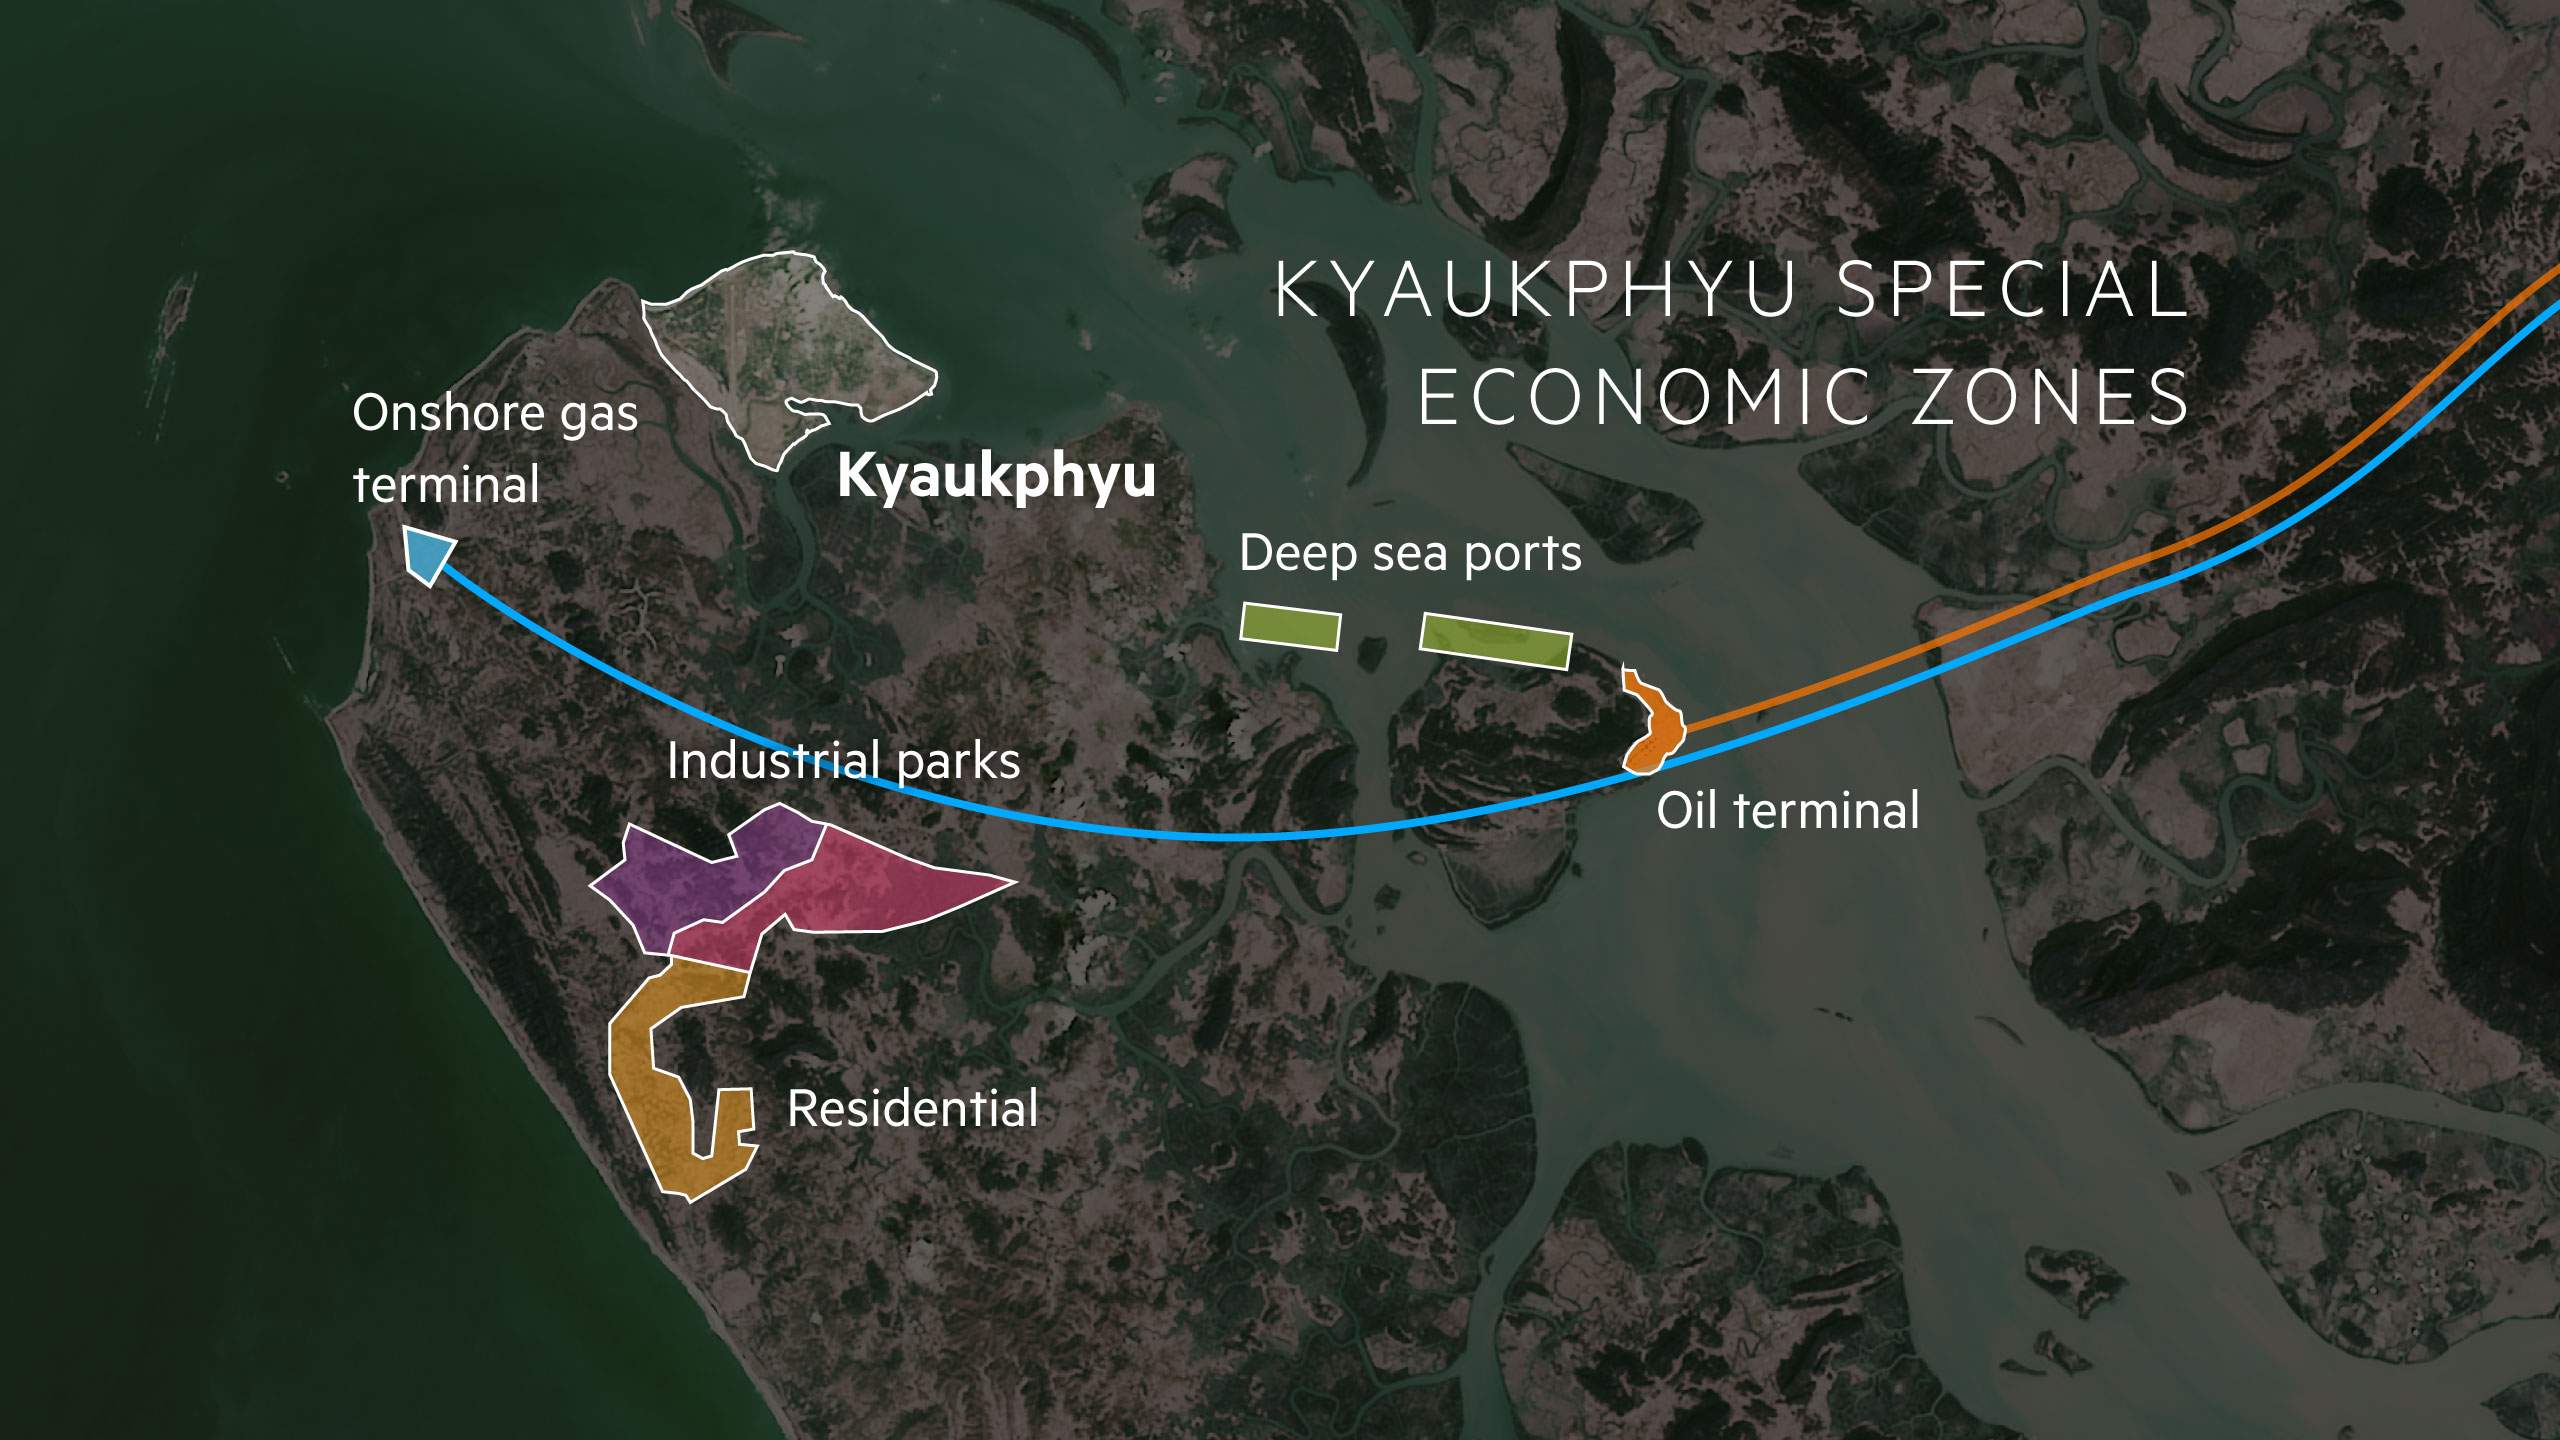 KYAUKPHYU SPECIAL
ECONOMIC ZONES
Onshore gas
terminal
Kyaukphyu
Deep sea ports
Industrial parks
Oil terminal
Residential